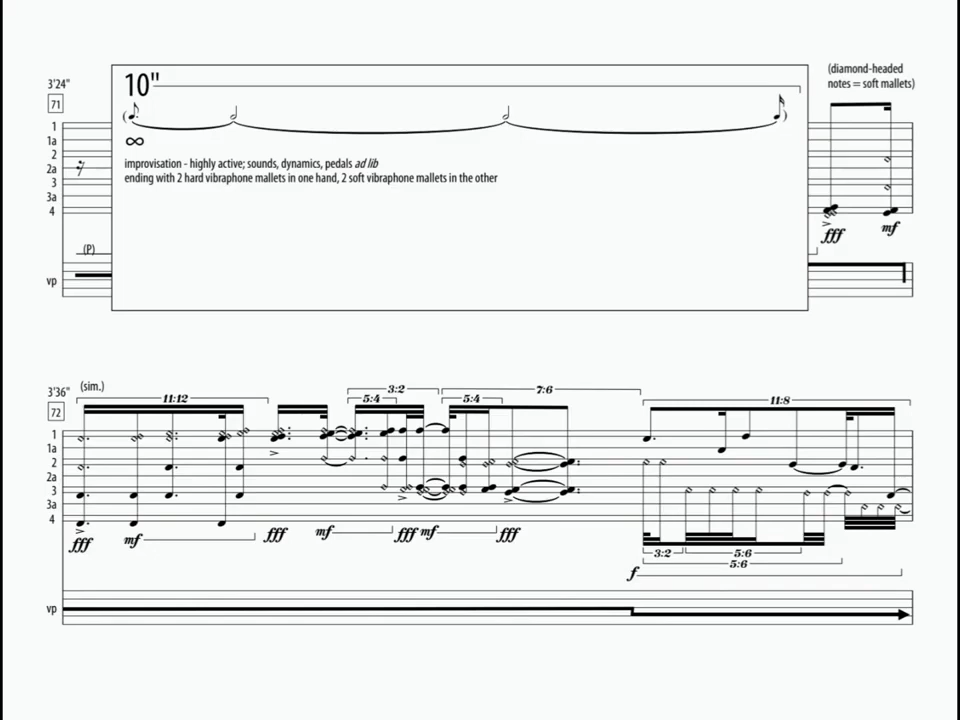 3'24"
71
10"
(diamond-headed
notes = soft mallets)
∞
improvisation - highly active; sounds, dynamics, pedals ad lib
ending with 2 hard vibraphone mallets in one hand, 2 soft vibraphone mallets in the other
1
1a
2
2a
3
3a
4
fff mf
(P)
vp
3'36"
(sim.)
72
11:12
3:2
5:4
7:6
5:4
11:8
1
1a
2
2a
3
3a
4
fff mf fff mf fff mf fff
3:2
5:6
5:6
f
vp